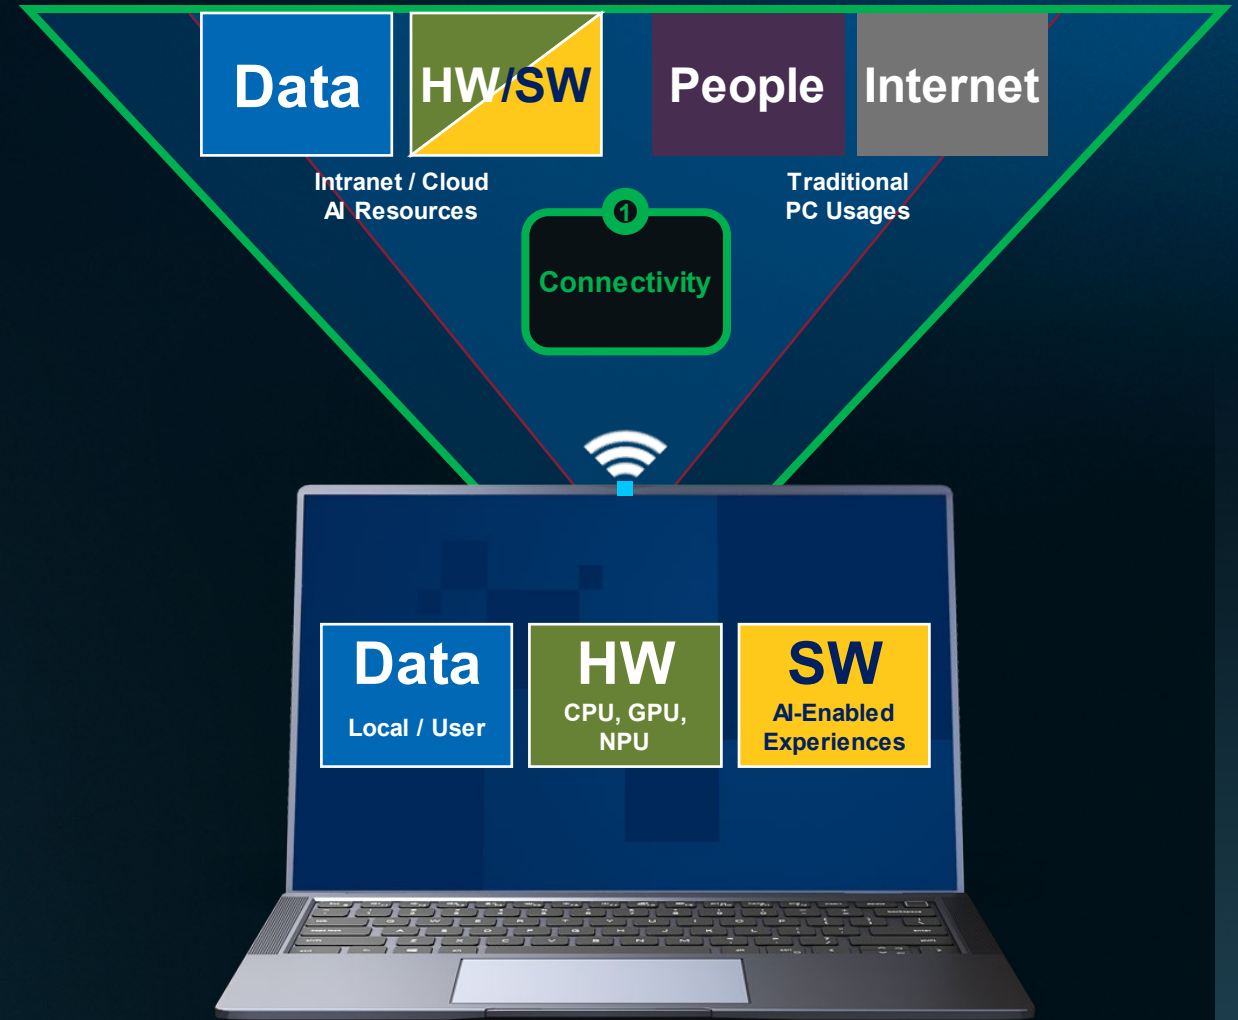 Data
HW/SW
People
Internet
Intranet / Cloud
AI Resources
Traditional
PC Usages
1
Connectivity
Data
Local / User
HW
CPU, GPU,
NPU
SW
AI-Enabled
Experiences